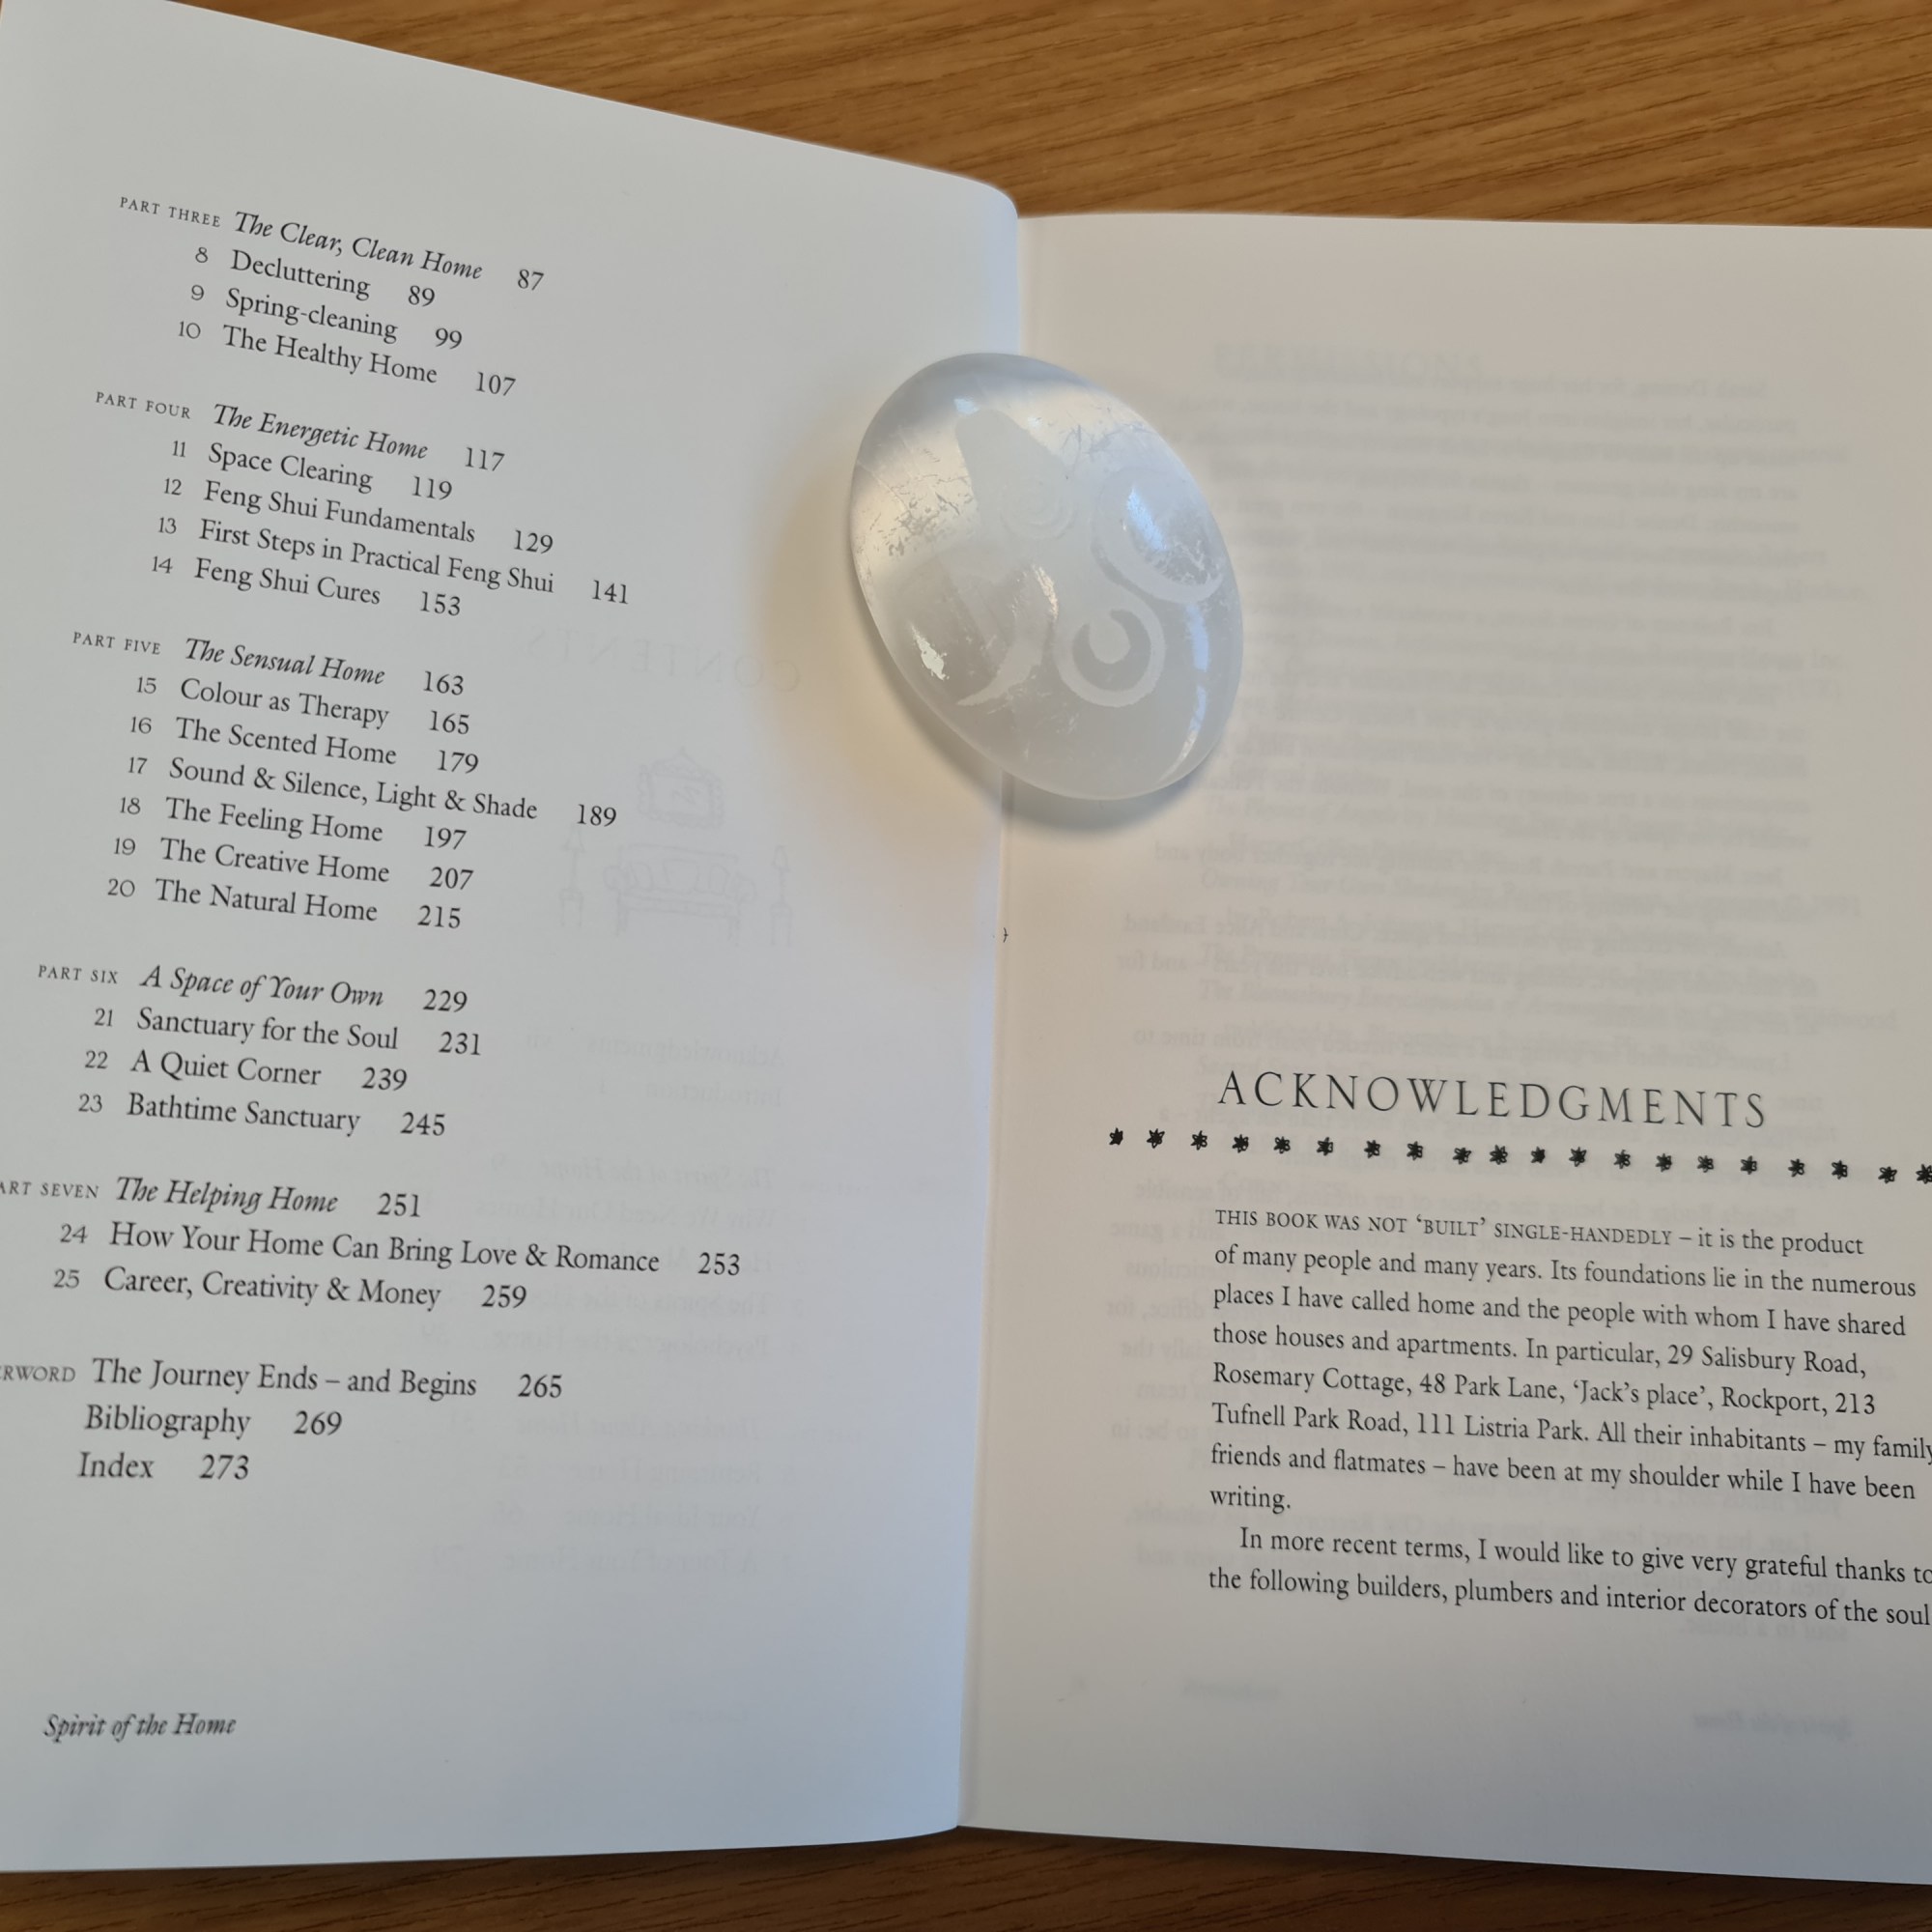 PART THREE The Clear, Clean Home 87
8 Decluttering 89
9 Spring-cleaning 99
10 The Healthy Home 107
PART FOUR The Energetic Home 117
11 Space Clearing 119
12 Feng Shui Fundamentals 129
13 First Steps in Practical Feng Shui 141
14 Feng Shui Cures 153
PART FIVE The Sensual Home 163
15 Colour as Therapy 165
16 The Scented Home 179
17 Sound & Silence, Light & Shade 189
18 The Feeling Home 197
19 The Creative Home 207
20 The Natural Home 215
PART SIX A Space of Your Own 229
21 Sanctuary for the Soul 231
22 A Quiet Corner 239
23 Bathtime Sanctuary 245
ART SEVEN The Helping Home 251
24 How Your Home Can Bring Love & Romance 253
25 Career, Creativity & Money 259
RWORD The Journey Ends – and Begins 265
Bibliography 269
Index 273
Spirit of the Home
ACKNOWLEDGMENTS
THIS BOOK WAS NOT ‘BUILT’ SINGLE-HANDEDLY – it is the product
of many people and many years. Its foundations lie in the numerous
places I have called home and the people with whom I have shared
those houses and apartments. In particular, 29 Salisbury Road,
Rosemary Cottage, 48 Park Lane, ‘Jack’s place’, Rockport, 213
Tufnell Park Road, 111 Listria Park. All their inhabitants – my family
friends and flatmates – have been at my shoulder while I have been
writing.
In more recent terms, I would like to give very grateful thanks to
the following builders, plumbers and interior decorators of the soul